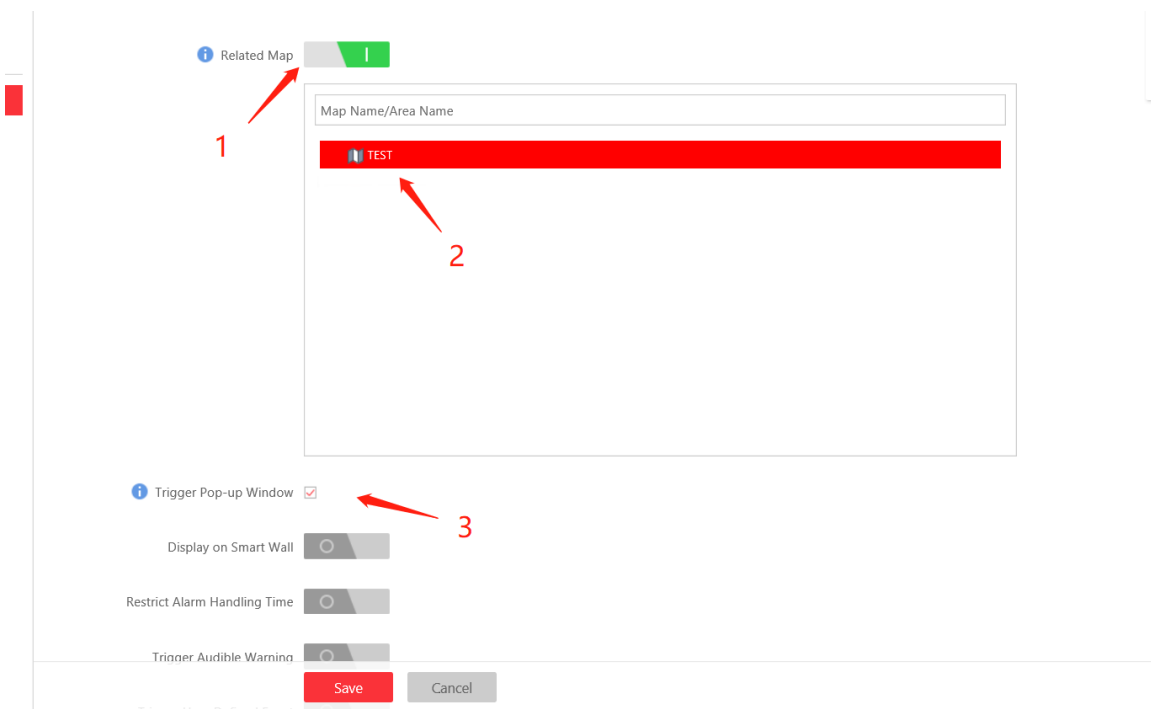 Related Map
1
Map Name/Area Name
TEST
2
Trigger Pop-up Window
3
Display on Smart Wall
Restrict Alarm Handling Time
Trigger Audible Warning
Save Cancel